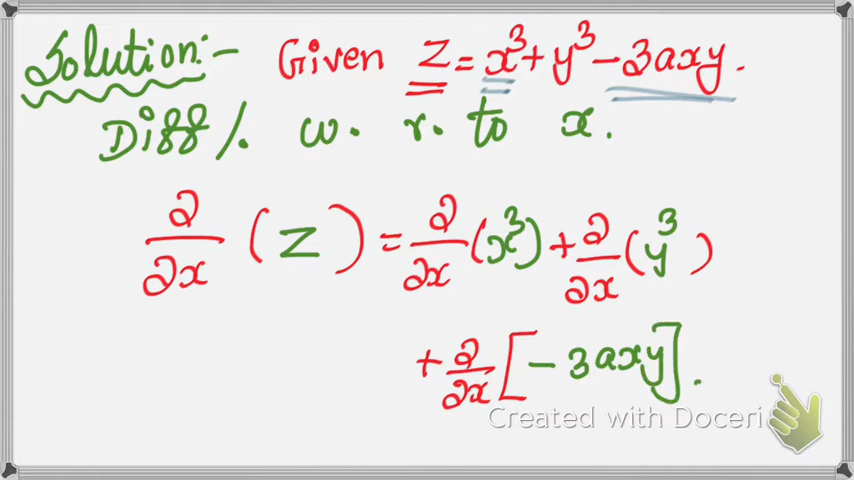 Solution:- Given z = x³ + y³ - 3axy.
Diff/. w. r. to x.
∂/∂x (z) = ∂/∂x (x³) + ∂/∂x (y³)
+ ∂/∂x [-3axy].
Created with Doceri